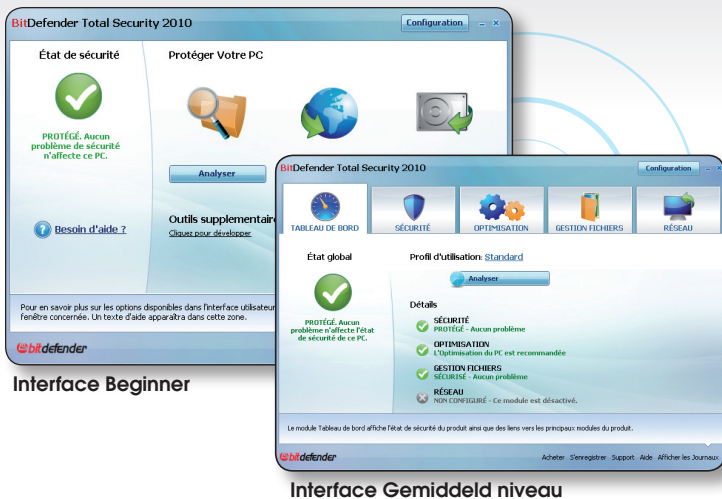 BitDefender Total Security 2010
Configuration
État de sécurité
Protéger Votre PC
PROTÉGÉ. Aucun
problème de sécurité
n'affecte ce PC.
Analyser
Besoin d'aide ?
Outils supplementair
Cliquez pour développer
Pour en savoir plus sur les options disponibles dans l'interface utilisateur
fenêtre concernée. Un texte d'aide apparaîtra dans cette zone.
bitdefender
Interface Beginner
BitDefender Total Security 2010
Configuration
TABLEAU DE BORD
SÉCURITÉ
OPTIMISATION
GESTION FICHIERS
RÉSEAU
État global
Profil d'utilisation: Standard
Analyser
PROTÉGÉ. Aucun
problème n'affecte l'état
de sécurité de ce PC.
Détails
SÉCURITÉ
PROTÉGÉ - Aucun problème
OPTIMISATION
L'Optimisation du PC est recommandée
GESTION FICHIERS
SÉCURISÉ - Aucun problème
RÉSEAU
NON CONFIGURÉ - Ce module est désactivé.
Le module Tableau de bord affiche l'état de sécurité du produit ainsi que des liens vers les principaux modules du produit.
bitdefender
Acheter S'enregistrer Support Aide Afficher les Journaux
Interface Gemiddeld niveau